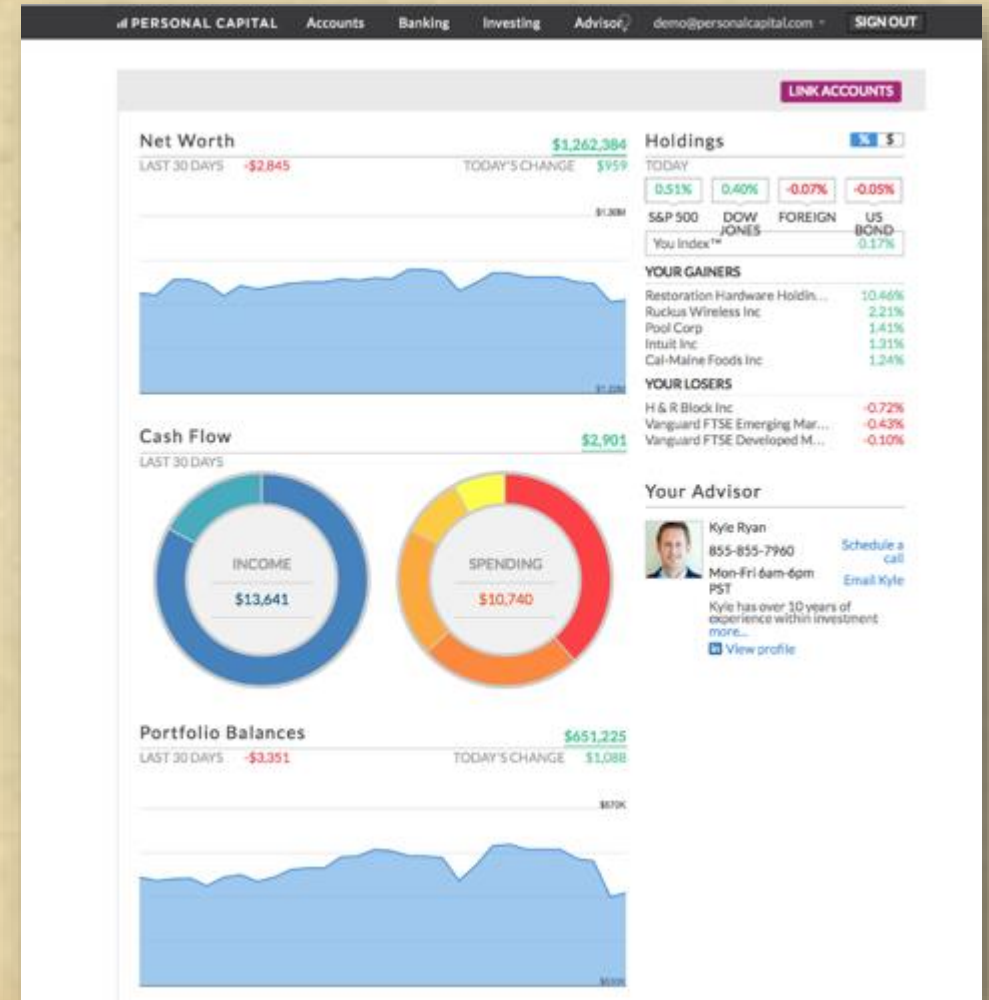 PERSONAL CAPITAL Accounts Banking Investing Advisor demo@personalcapital.com SIGN OUT
LINK ACCOUNTS
Net Worth $1,262,384
LAST 30 DAYS -$2,845 TODAY'S CHANGE $959
$1.30M
Cash Flow $2,901
LAST 30 DAYS
INCOME
$13,641
SPENDING
$10,740
Portfolio Balances $651,225
LAST 30 DAYS -$3,351 TODAY'S CHANGE $1,088
$670K
Holdings % $
TODAY
0.51% 0.40% -0.07% -0.05%
S&P 500 DOW JONES FOREIGN US BOND
You Index™ 0.17%
YOUR GAINERS
Restoration Hardware Holdin... 10.46%
Ruckus Wireless Inc 2.21%
Pool Corp 1.41%
Intuit Inc 1.31%
Cal-Maine Foods Inc 1.24%
YOUR LOSERS
H & R Block Inc -0.72%
Vanguard FTSE Emerging Mar... -0.43%
Vanguard FTSE Developed M... -0.10%
Your Advisor
Kyle Ryan
855-855-7960
Mon-Fri 6am-6pm
PST
Schedule a
call
Email Kyle
Kyle has over 10 years of
experience within investment
more...
in View profile